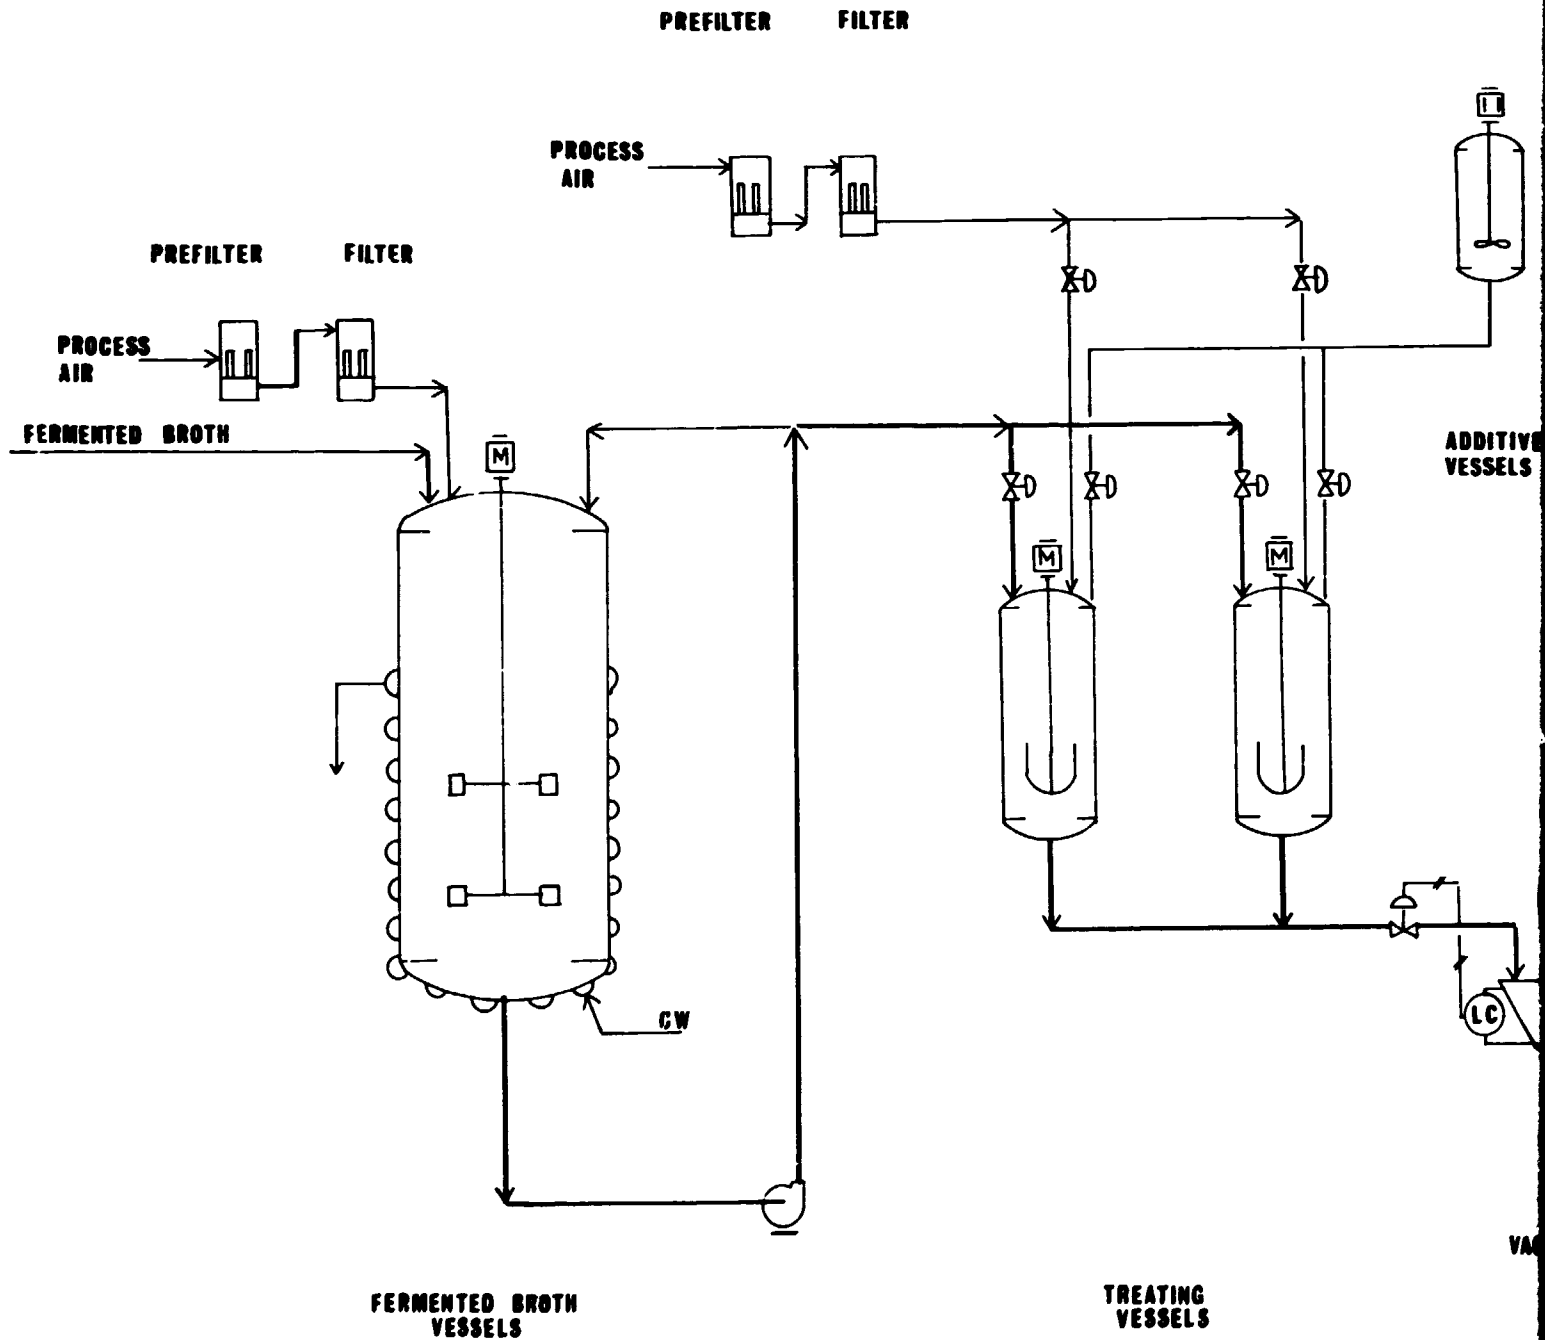 PREFILTER FILTER
PROCESS
AIR
PREFILTER FILTER
PROCESS
AIR
FERMENTED BROTH
M
ADDITIVE
VESSELS
M
M
LC
CW
FERMENTED BROTH
VESSELS
TREATING
VESSELS